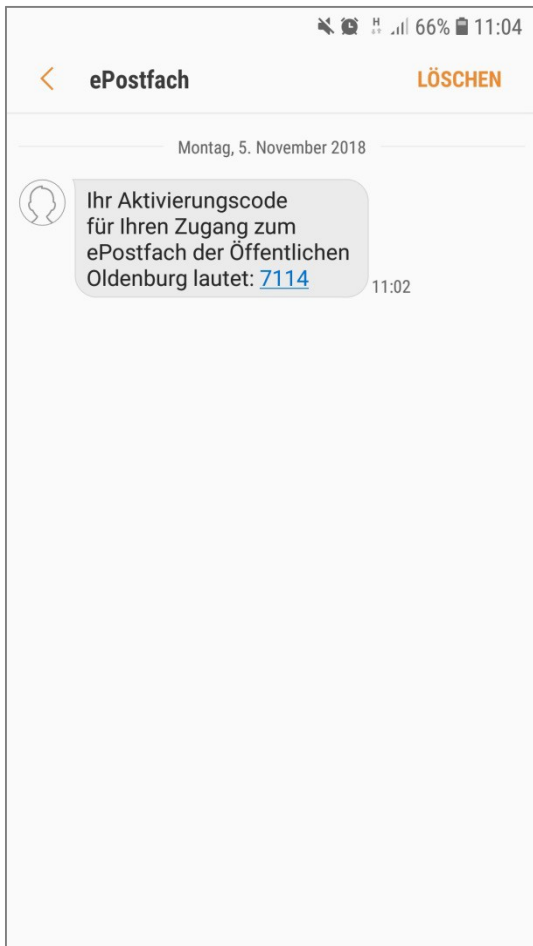 H 66% 11:04
ePostfach LÖSCHEN
Montag, 5. November 2018
Ihr Aktivierungscode
für Ihren Zugang zum
ePostfach der Öffentlichen
Oldenburg lautet: 7114
11:02